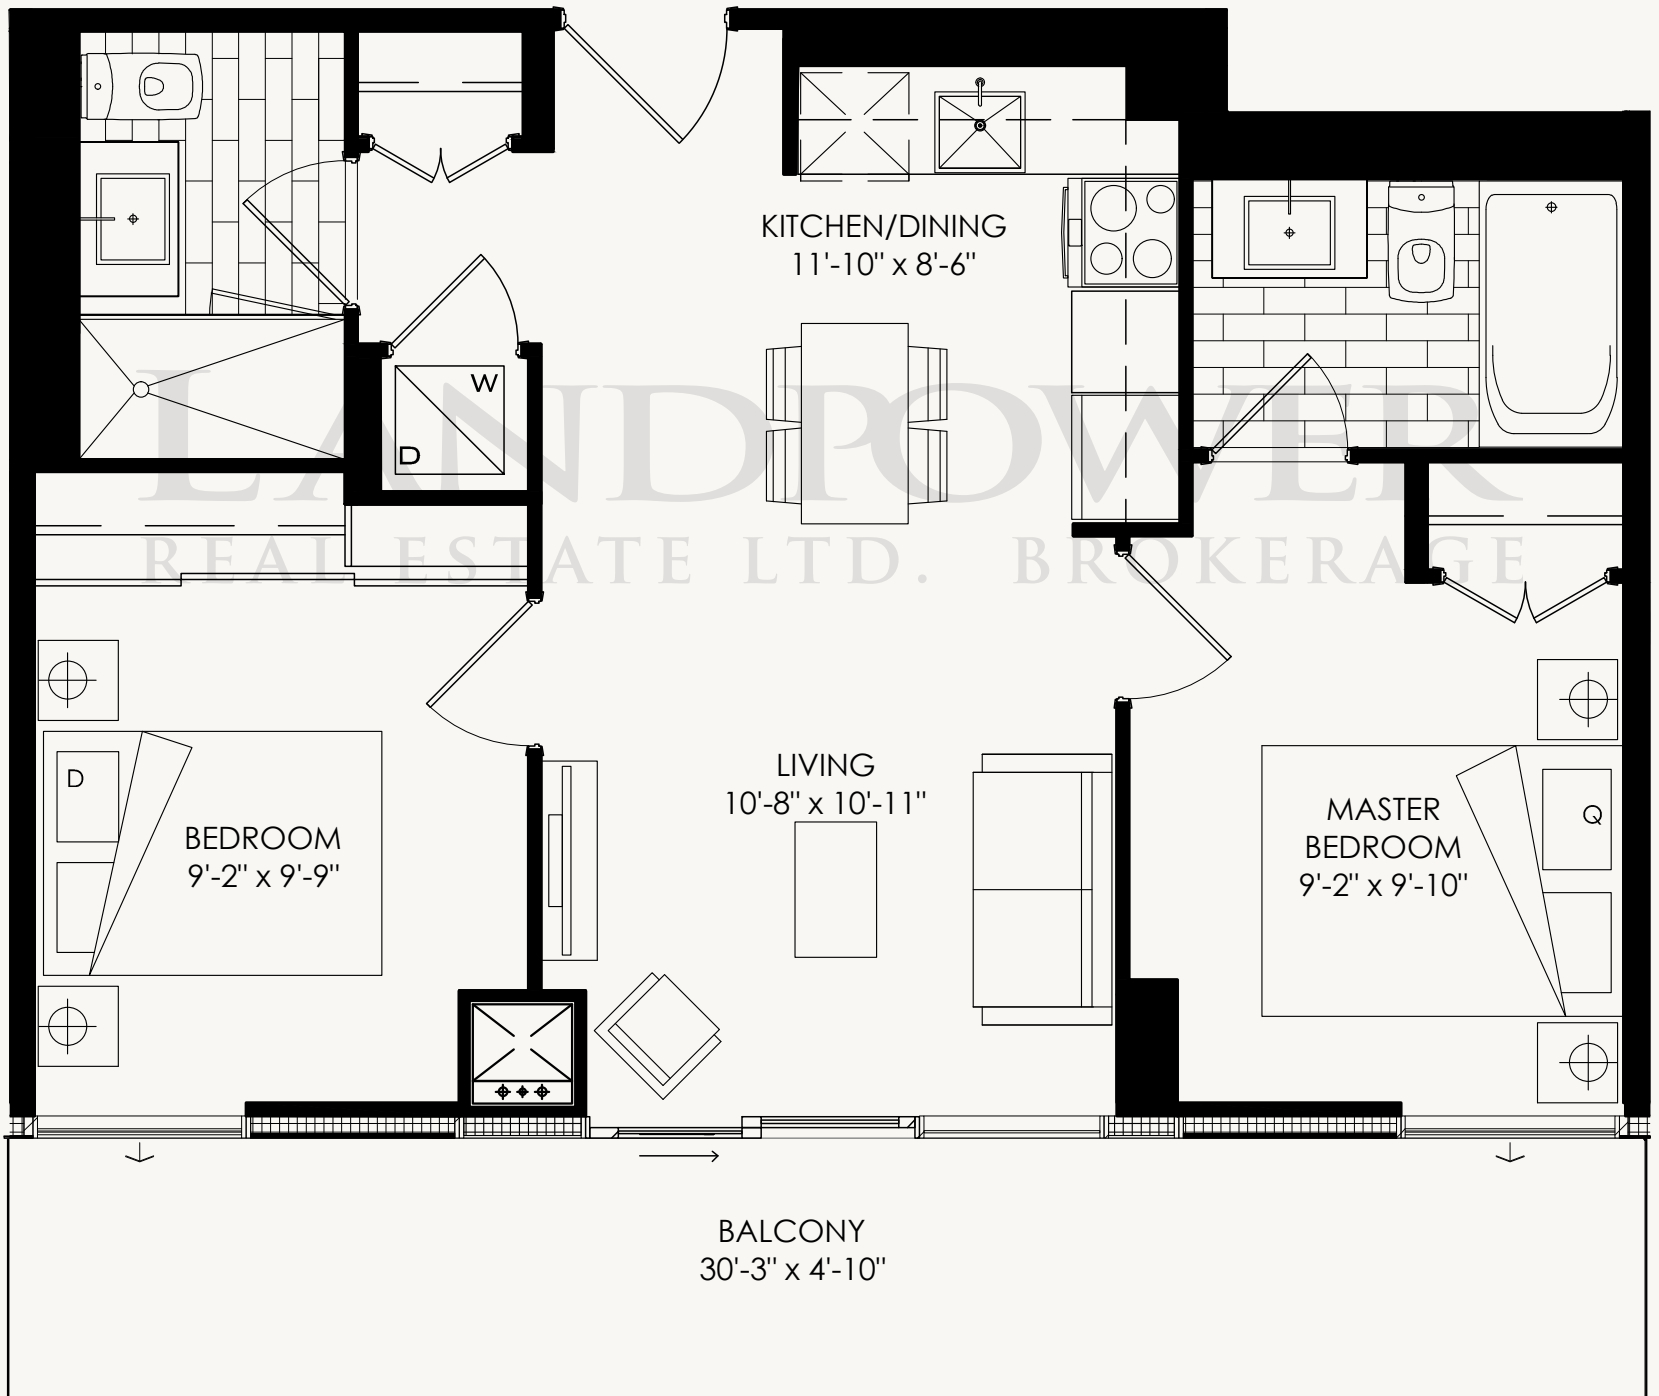 KITCHEN/DINING
11'-10" x 8'-6"
W
D
LANDPOWER
REAL ESTATE LTD. BROKERAGE
LIVING
10'-8" x 10'-11"
D
BEDROOM
9'-2" x 9'-9"
MASTER
BEDROOM
9'-2" x 9'-10"
Q
BALCONY
30'-3" x 4'-10"